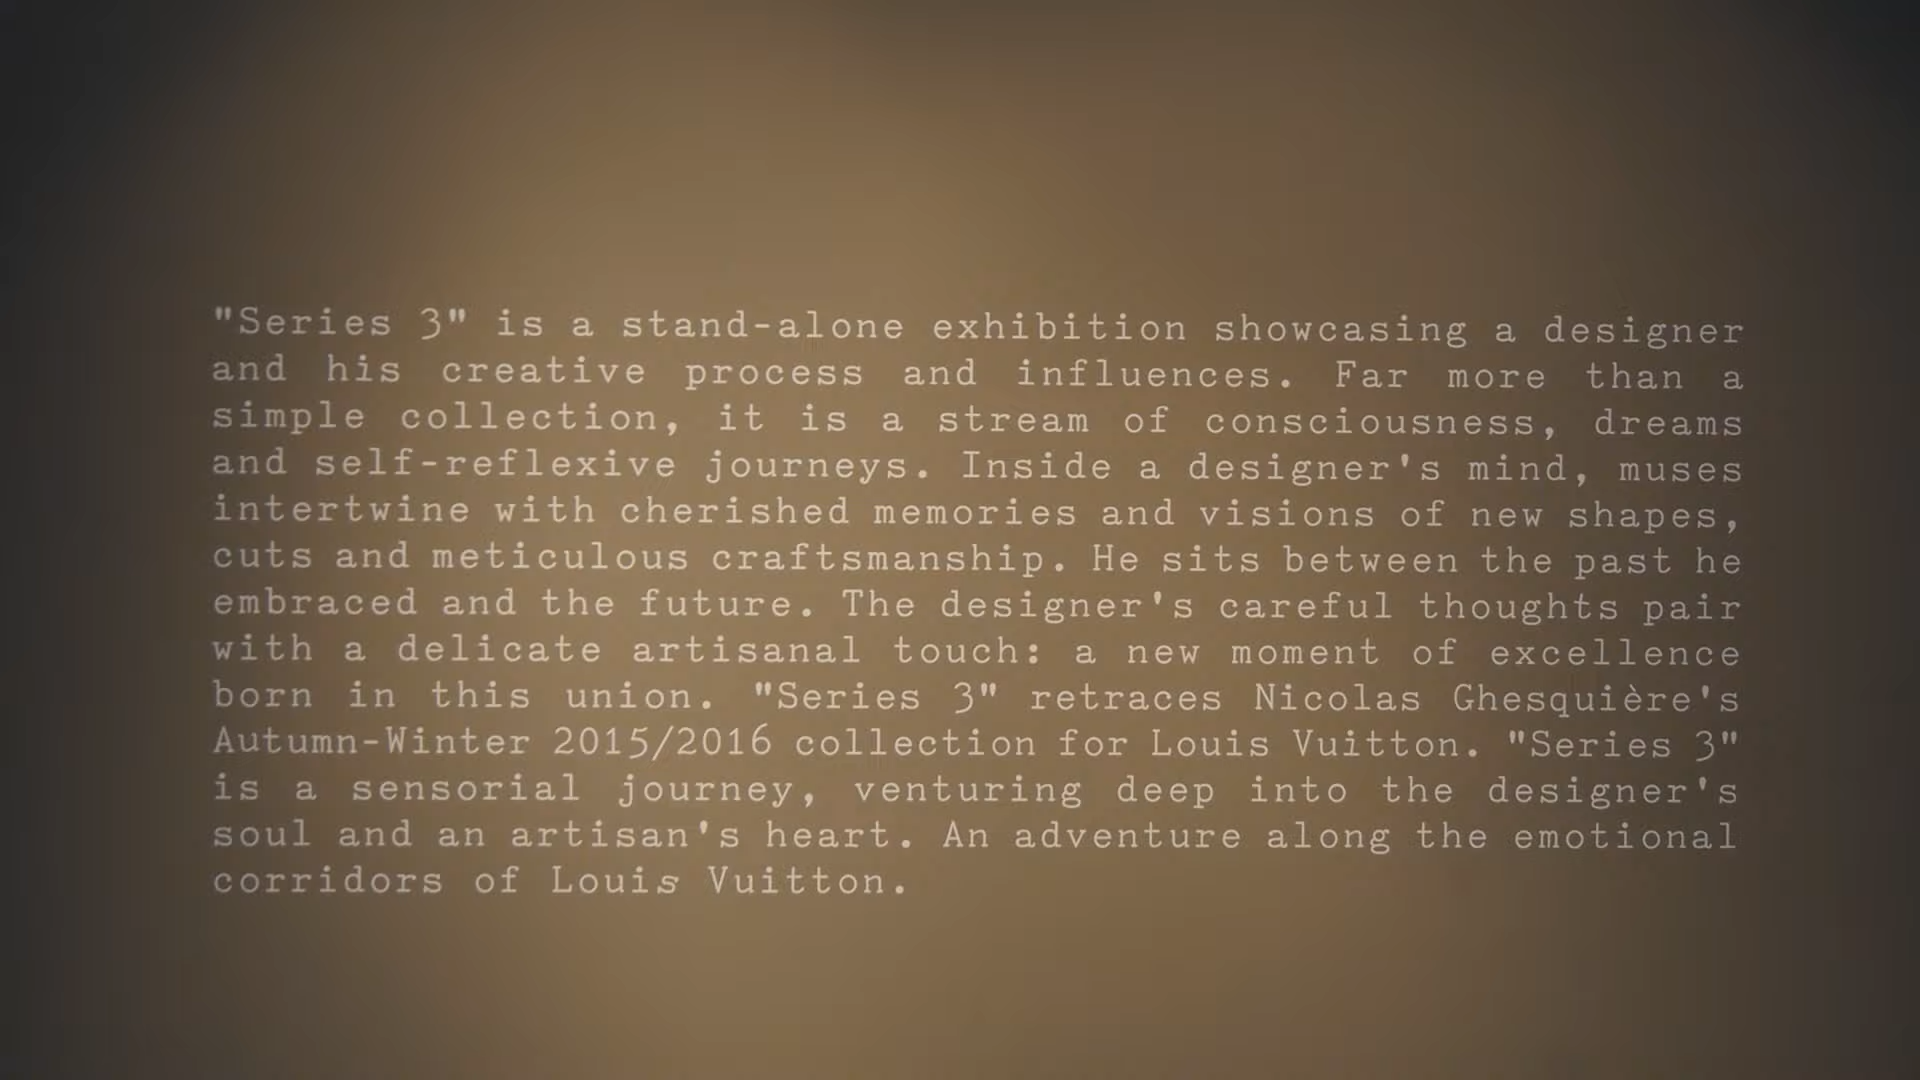 "Series 3" is a stand-alone exhibition showcasing a designer
and his creative process and influences. Far more than a
simple collection, it is a stream of consciousness, dreams
and self-reflexive journeys. Inside a designer's mind, muses
intertwine with cherished memories and visions of new shapes,
cuts and meticulous craftsmanship. He sits between the past he
embraced and the future. The designer's careful thoughts pair
with a delicate artisanal touch: a new moment of excellence
born in this union. "Series 3" retraces Nicolas Ghesquière's
Autumn-Winter 2015/2016 collection for Louis Vuitton. "Series 3"
is a sensorial journey, venturing deep into the designer's
soul and an artisan's heart. An adventure along the emotional
corridors of Louis Vuitton.